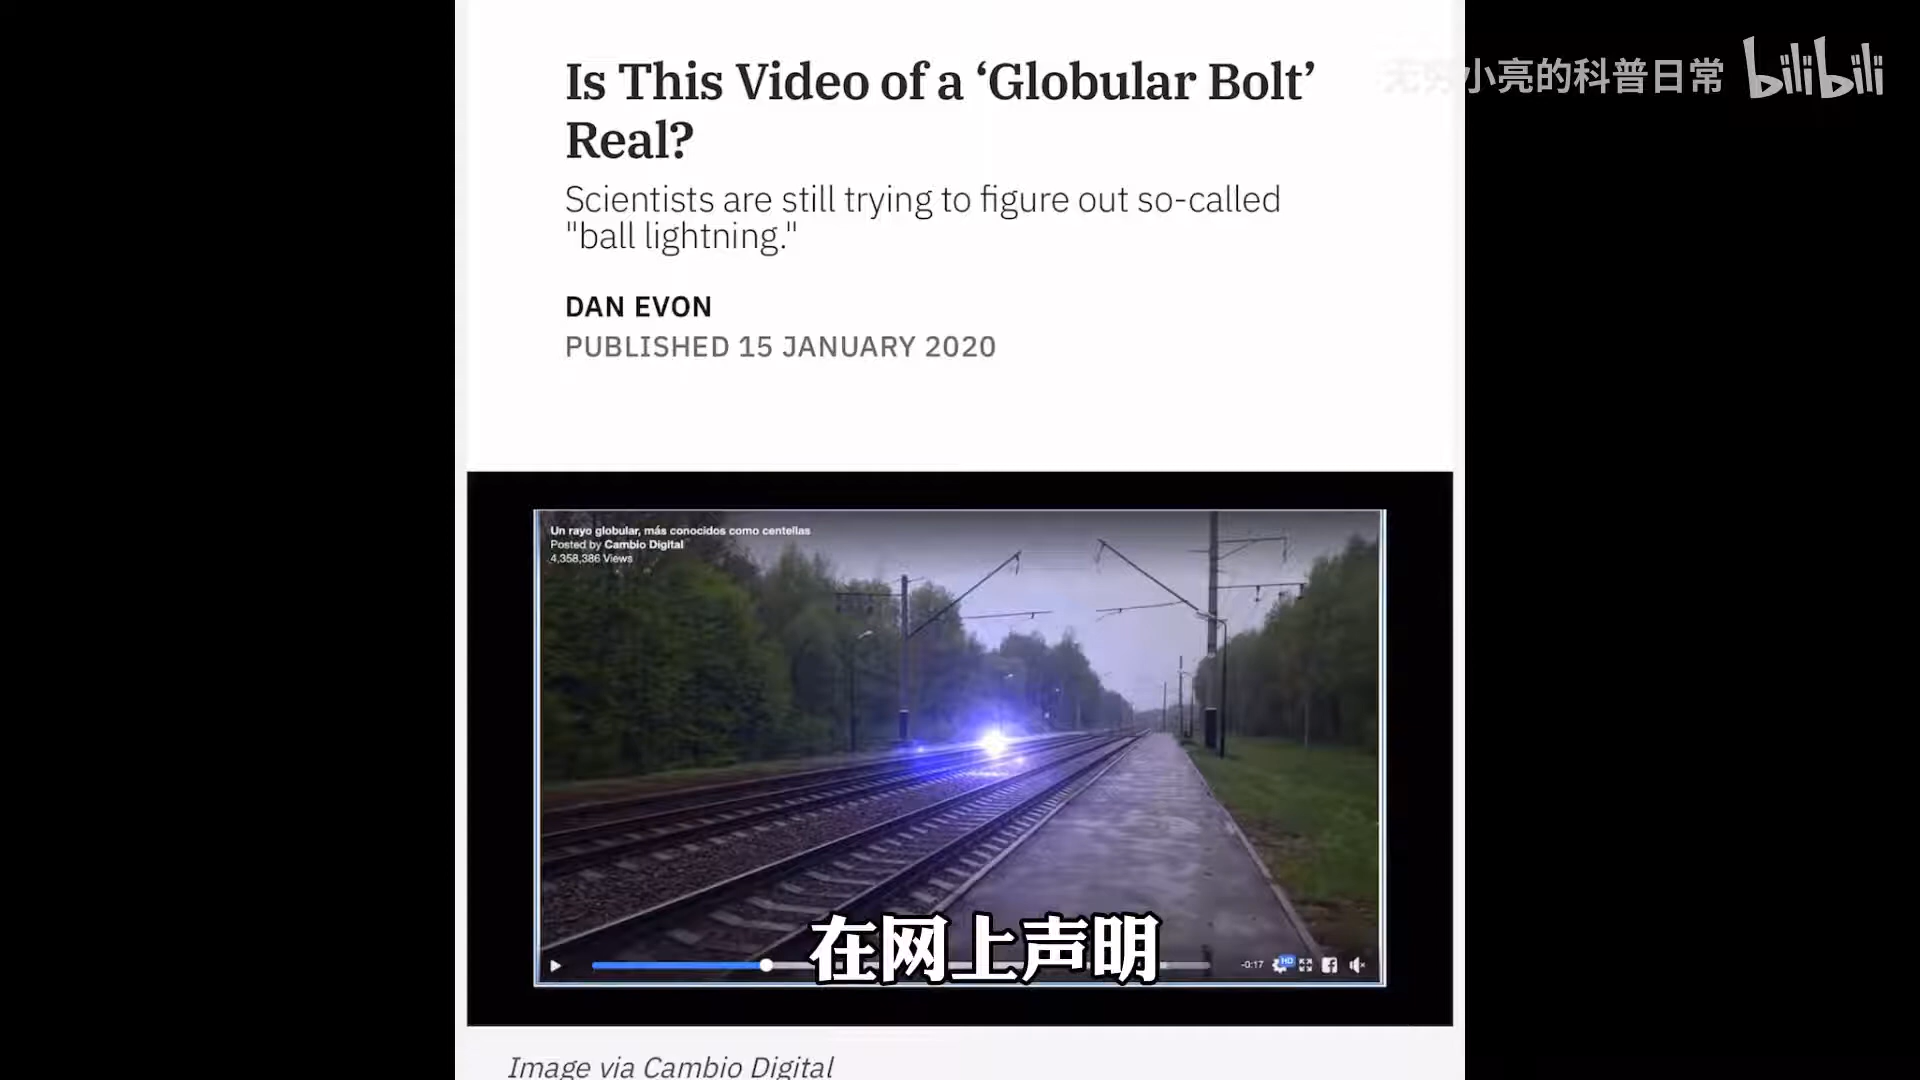 Is This Video of a ‘Globular Bolt’
Real?
无穷小亮的科普日常 bilibili
Scientists are still trying to figure out so-called
"ball lightning."
DAN EVON
PUBLISHED 15 JANUARY 2020
Un rayo globular, más conocidos como centellas
Posted by Cambio Digital
4,358,386 Views
在网上声明
-0:17
HD
Image via Cambio Digital